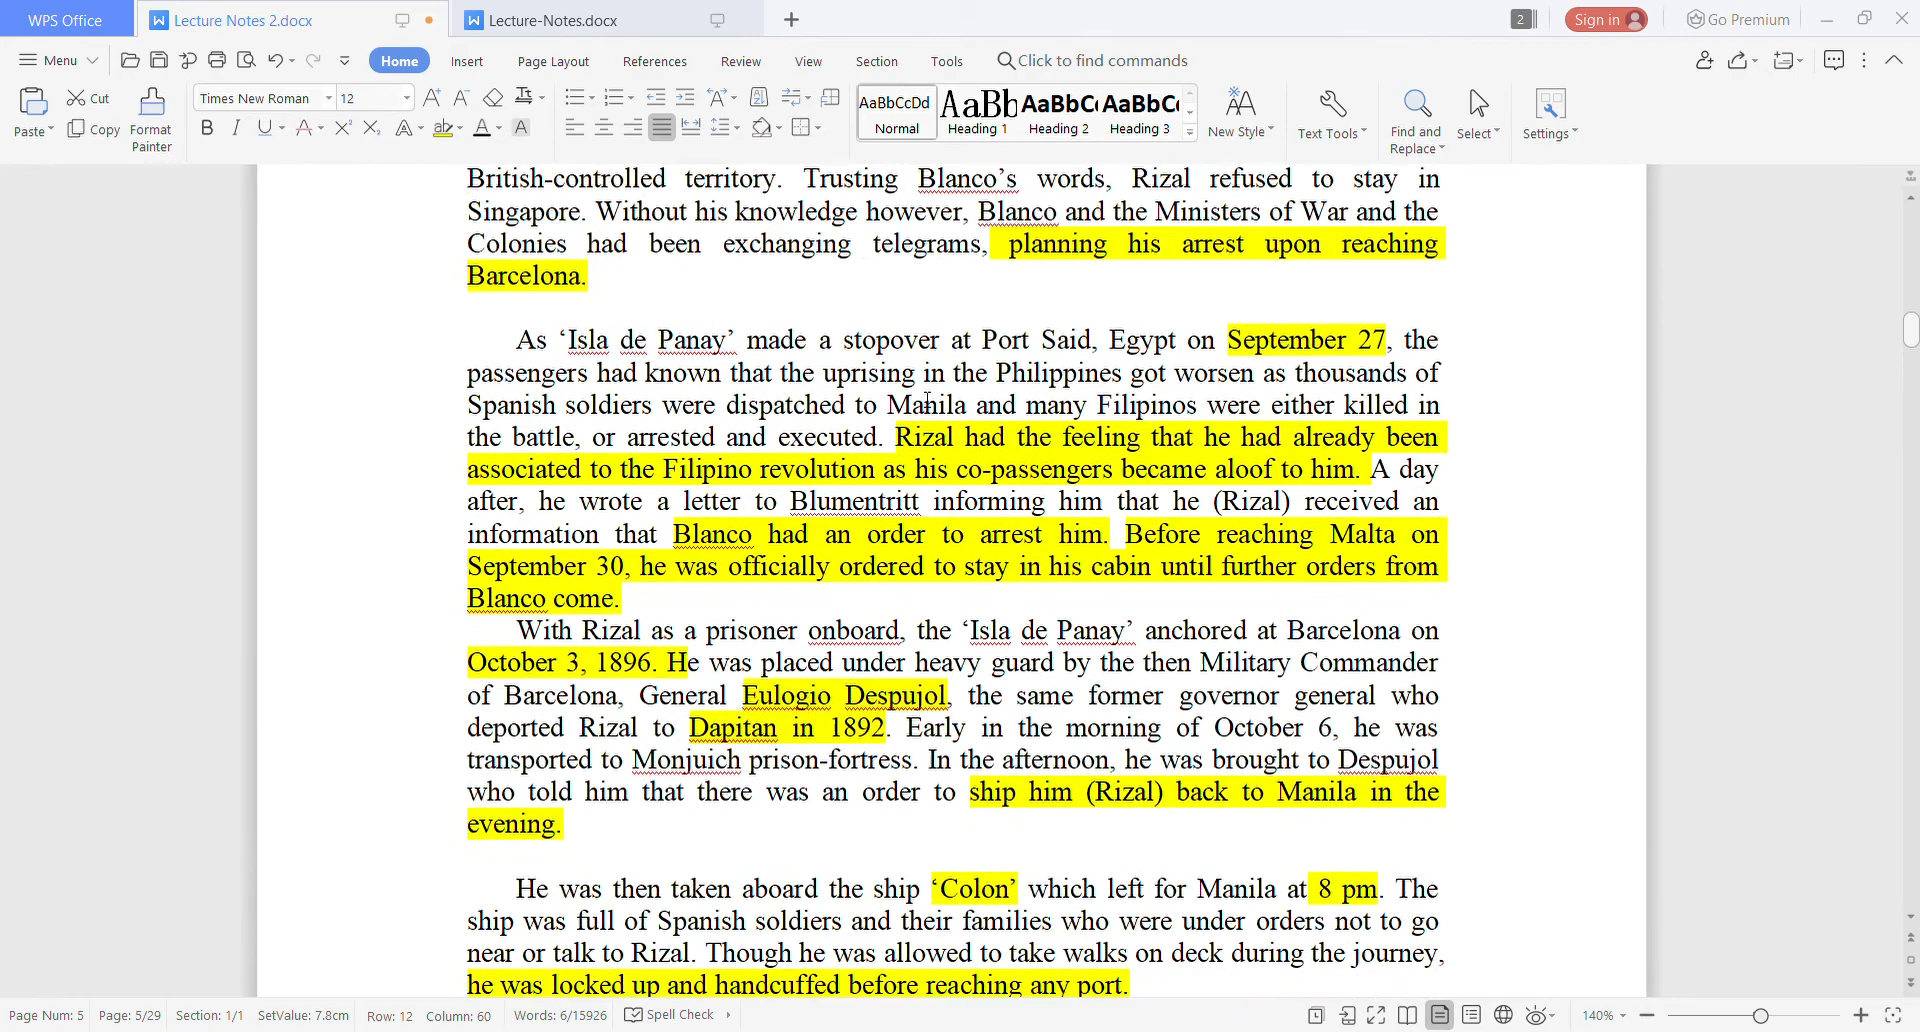 WPS Office
Lecture Notes 2.docx
Lecture-Notes.docx
2
Sign in
Go Premium
Menu
Home
Insert
Page Layout
References
Review
View
Section
Tools
Click to find commands
Paste
Cut
Copy
Format Painter
Times New Roman
12
AaBbCcDd
Normal
AaBb
Heading 1
AaBbC
Heading 2
AaBbC
Heading 3
New Style
Text Tools
Find and Replace
Select
Settings
British-controlled territory. Trusting Blanco’s words, Rizal refused to stay in
Singapore. Without his knowledge however, Blanco and the Ministers of War and the
Colonies had been exchanging telegrams, planning his arrest upon reaching
Barcelona.
As ‘Isla de Panay’ made a stopover at Port Said, Egypt on September 27, the
passengers had known that the uprising in the Philippines got worsen as thousands of
Spanish soldiers were dispatched to Manila and many Filipinos were either killed in
the battle, or arrested and executed. Rizal had the feeling that he had already been
associated to the Filipino revolution as his co-passengers became aloof to him. A day
after, he wrote a letter to Blumentritt informing him that he (Rizal) received an
information that Blanco had an order to arrest him. Before reaching Malta on
September 30, he was officially ordered to stay in his cabin until further orders from
Blanco come.
With Rizal as a prisoner onboard, the ‘Isla de Panay’ anchored at Barcelona on
October 3, 1896. He was placed under heavy guard by the then Military Commander
of Barcelona, General Eulogio Despujol, the same former governor general who
deported Rizal to Dapitan in 1892. Early in the morning of October 6, he was
transported to Monjuich prison-fortress. In the afternoon, he was brought to Despujol
who told him that there was an order to ship him (Rizal) back to Manila in the
evening.
He was then taken aboard the ship ‘Colon’ which left for Manila at 8 pm. The
ship was full of Spanish soldiers and their families who were under orders not to go
near or talk to Rizal. Though he was allowed to take walks on deck during the journey,
he was locked up and handcuffed before reaching any port.
Page Num: 5
Page: 5/29
Section: 1/1
SetValue: 7.8cm
Row: 12
Column: 60
Words: 6/15926
Spell Check
140%